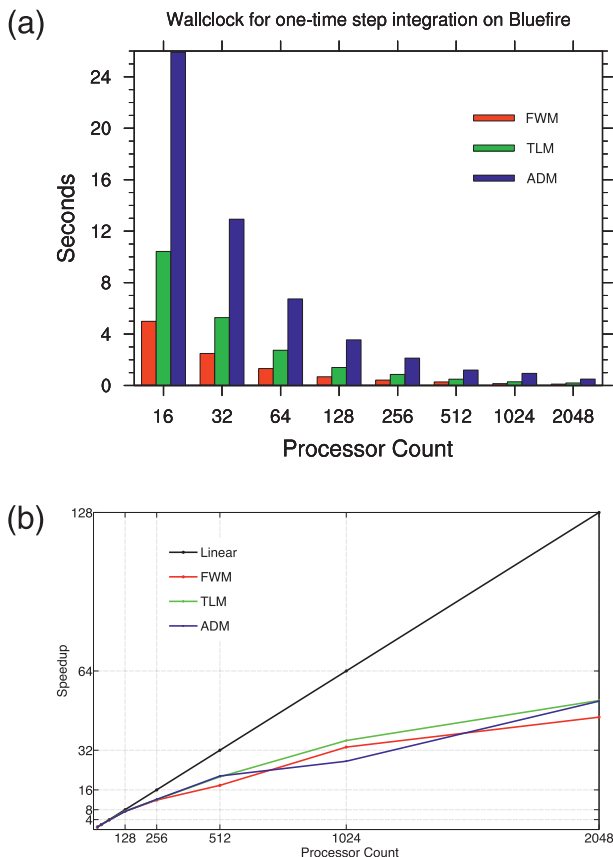 (a)
Wallclock for one-time step integration on Bluefire
24
20
16
12
8
4
0
Seconds
FWM
TLM
ADM
16 32 64 128 256 512 1024 2048
Processor Count
(b)
128
64
32
16
8
4
Speedup
Linear
FWM
TLM
ADM
128 256 512 1024 2048
Processor Count